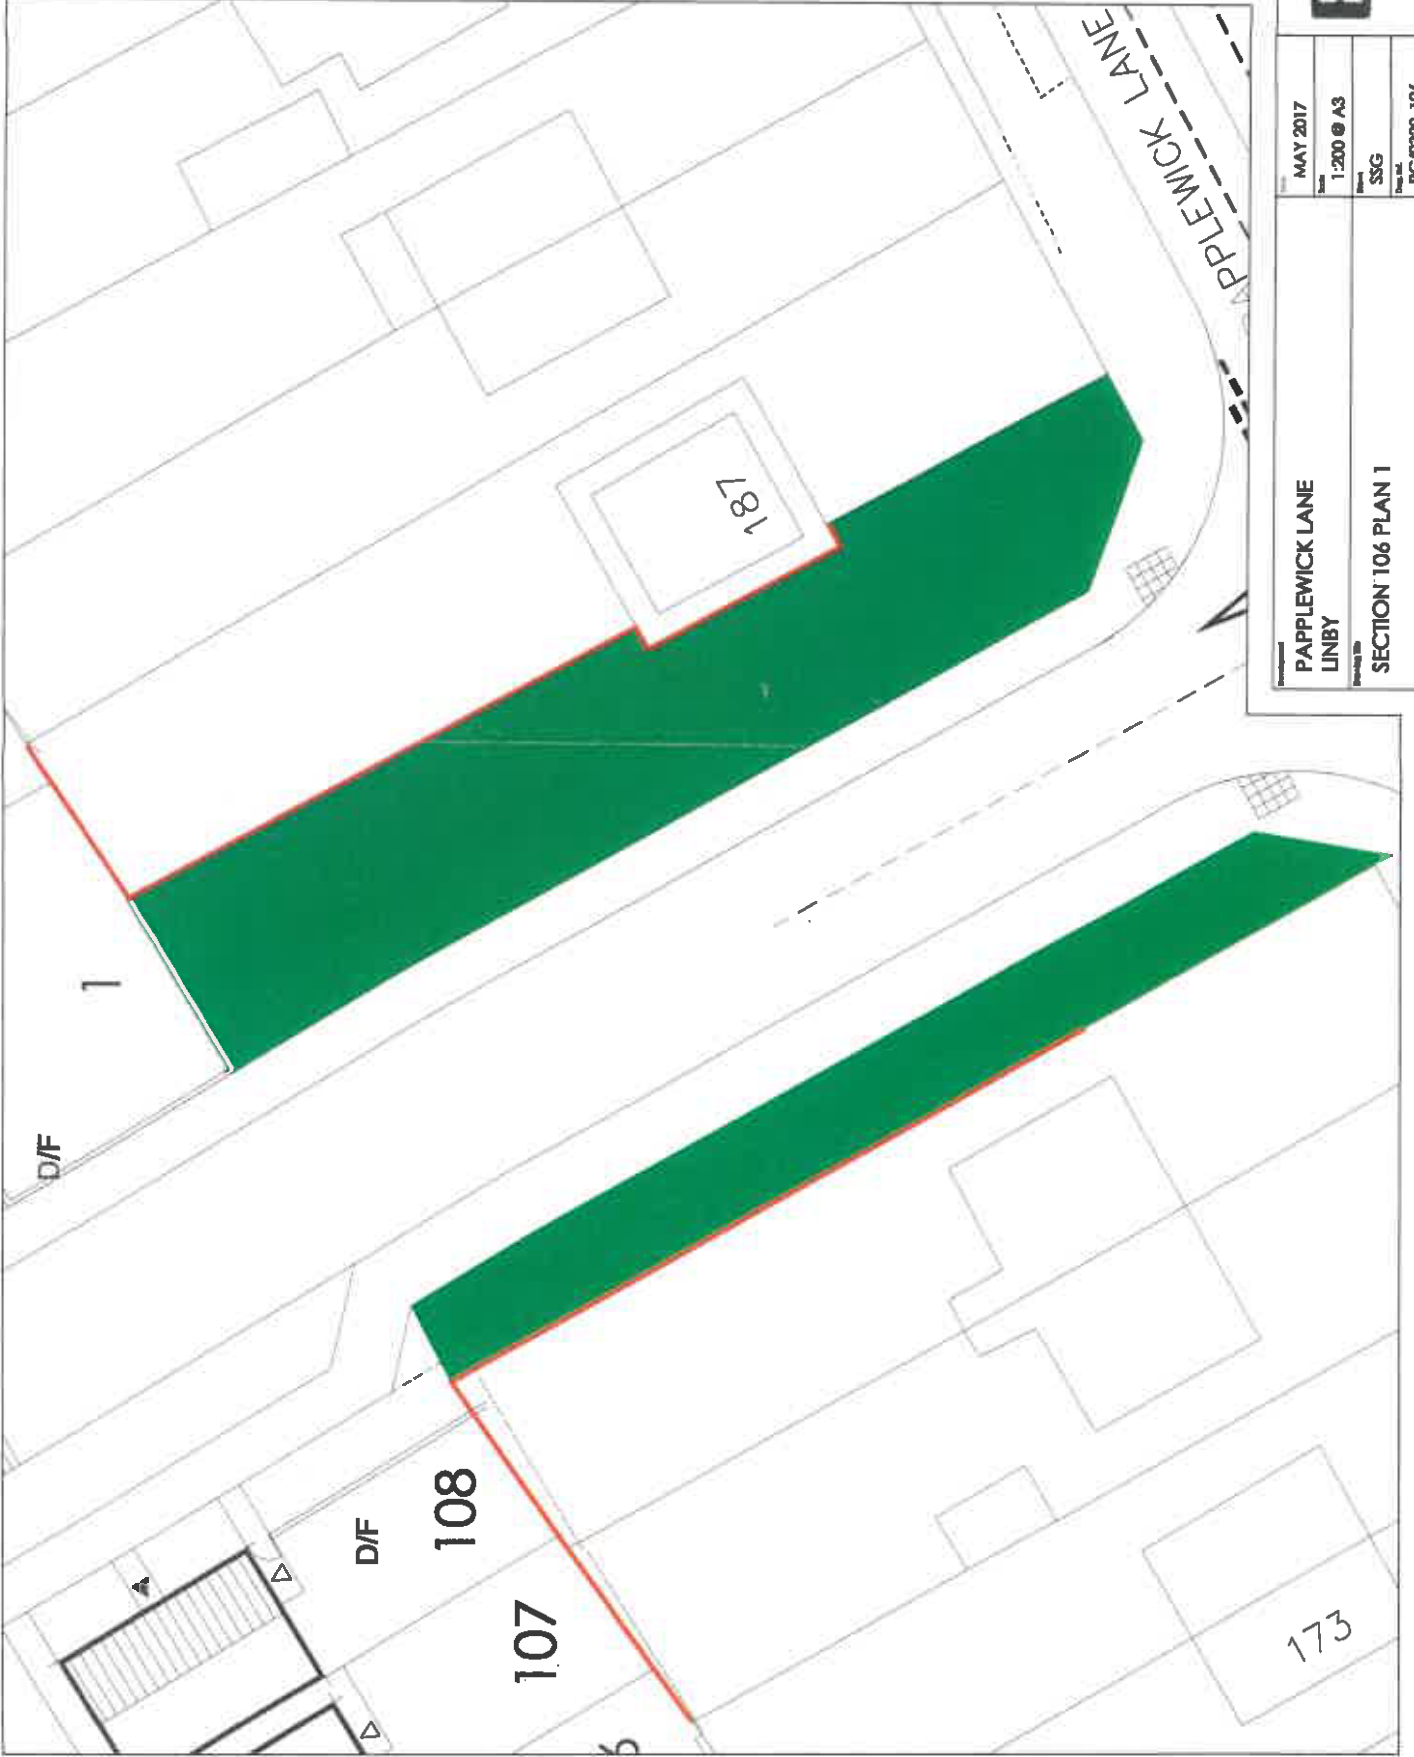 PAPPLEWICK LANE
187
1
D/F
D/F
108
107
173
PAPPLEWICK LANE
LINBY
SECTION 106 PLAN 1
MAY 2017
Scale
1:200 @ A3
SSG